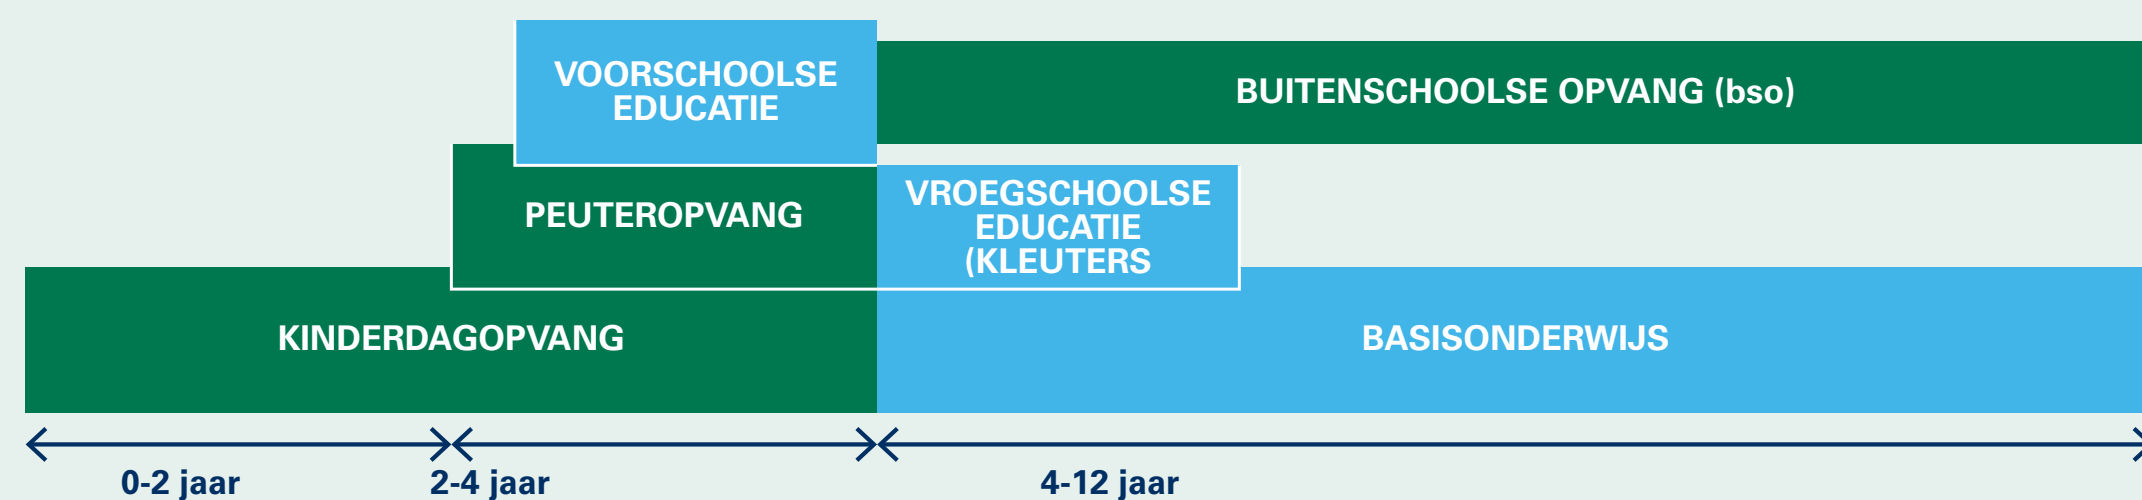 VOORSCHOOLSE
EDUCATIE
BUITENSCHOOLSE OPVANG (bso)
PEUTEROPVANG
VROEGSCHOOLSE
EDUCATIE
(KLEUTERS
KINDERDAGOPVANG
BASISONDERWIJS
0-2 jaar
2-4 jaar
4-12 jaar